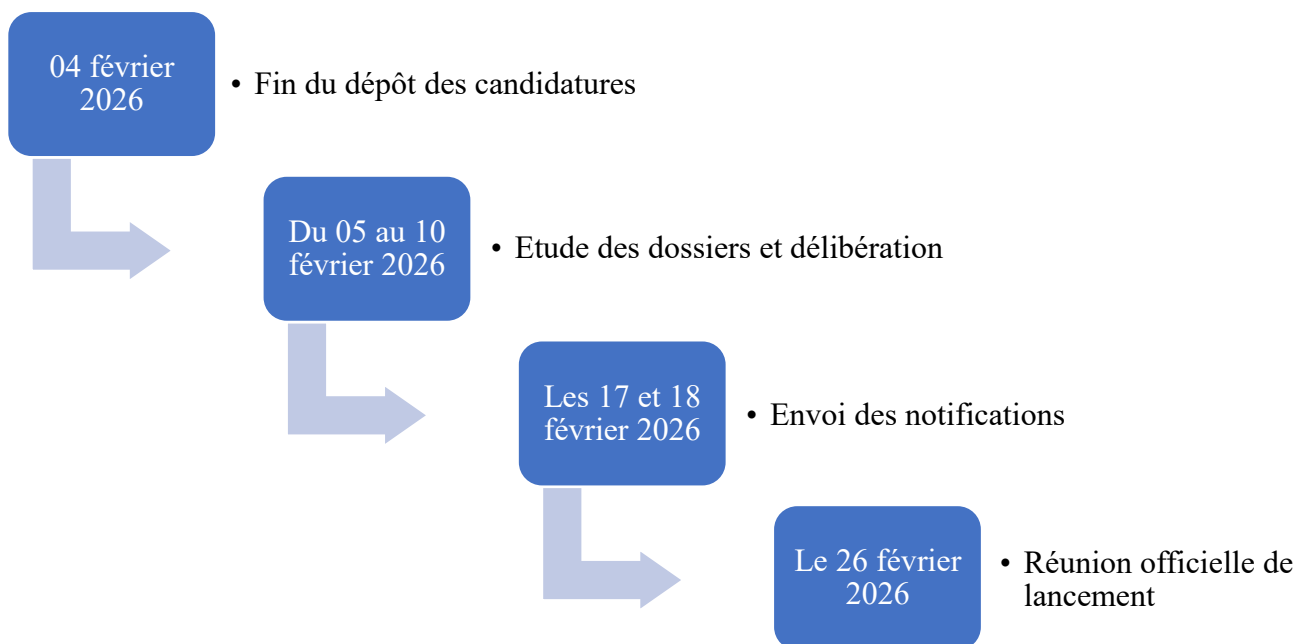 04 février
2026
• Fin du dépôt des candidatures
Du 05 au 10
février 2026
• Etude des dossiers et délibération
Les 17 et 18
février 2026
• Envoi des notifications
Le 26 février
2026
• Réunion officielle de
lancement